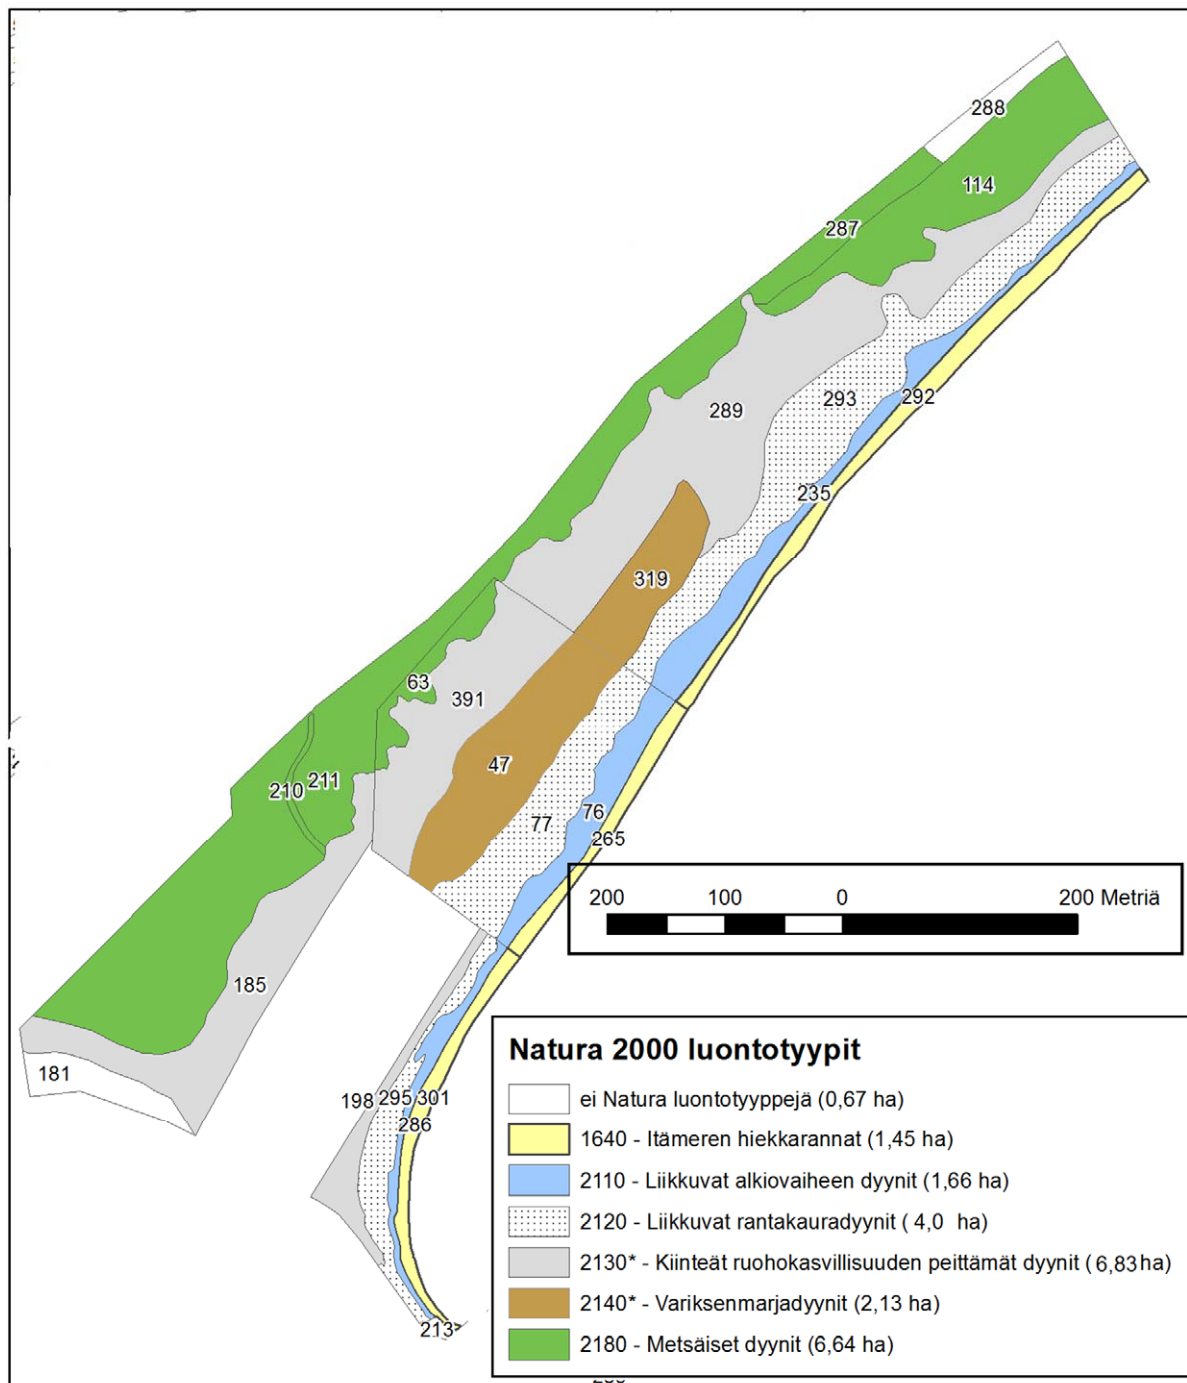 288
114
287
289
293
292
235
319
63
391
47
210
211
76
77
265
200 100 0 200 Metriä
185
181
198
295
301
286
213
Natura 2000 luontotyypit
ei Natura luontotyyppejä (0,67 ha)
1640 - Itämeren hiekkarannat (1,45 ha)
2110 - Liikkuvat alkiovaiheen dyynit (1,66 ha)
2120 - Liikkuvat rantakauradyynit ( 4,0 ha)
2130* - Kiinteät ruohokasvillisuuden peittämät dyynit ( 6,83 ha)
2140* - Variksenmarjadyynit (2,13 ha)
2180 - Metsäiset dyynit (6,64 ha)